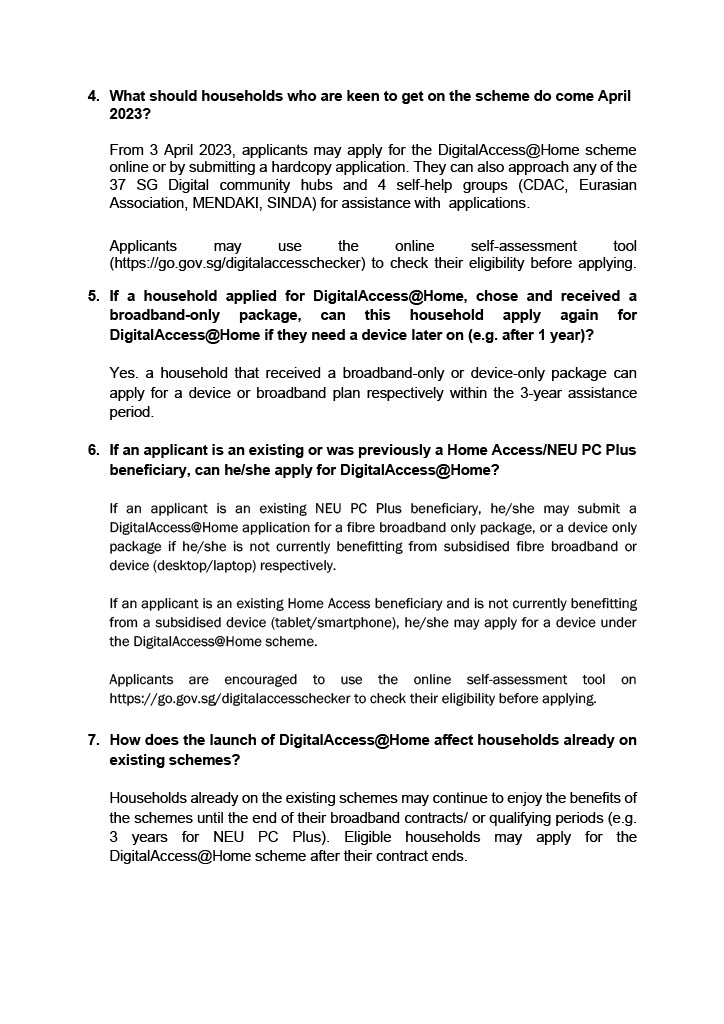 4. What should households who are keen to get on the scheme do come April
2023?
From 3 April 2023, applicants may apply for the DigitalAccess@Home scheme
online or by submitting a hardcopy application. They can also approach any of the
37 SG Digital community hubs and 4 self-help groups (CDAC, Eurasian
Association, MENDAKI, SINDA) for assistance with applications.
Applicants may use the online self-assessment tool
(https://go.gov.sg/digitalaccesschecker) to check their eligibility before applying.
5. If a household applied for DigitalAccess@Home, chose and received a
broadband-only package, can this household apply again for
DigitalAccess@Home if they need a device later on (e.g. after 1 year)?
Yes. a household that received a broadband-only or device-only package can
apply for a device or broadband plan respectively within the 3-year assistance
period.
6. If an applicant is an existing or was previously a Home Access/NEU PC Plus
beneficiary, can he/she apply for DigitalAccess@Home?
If an applicant is an existing NEU PC Plus beneficiary, he/she may submit a
DigitalAccess@Home application for a fibre broadband only package, or a device only
package if he/she is not currently benefitting from subsidised fibre broadband or
device (desktop/laptop) respectively.
If an applicant is an existing Home Access beneficiary and is not currently benefitting
from a subsidised device (tablet/smartphone), he/she may apply for a device under
the DigitalAccess@Home scheme.
Applicants are encouraged to use the online self-assessment tool on
https://go.gov.sg/digitalaccesschecker to check their eligibility before applying.
7. How does the launch of DigitalAccess@Home affect households already on
existing schemes?
Households already on the existing schemes may continue to enjoy the benefits of
the schemes until the end of their broadband contracts/ or qualifying periods (e.g.
3 years for NEU PC Plus). Eligible households may apply for the
DigitalAccess@Home scheme after their contract ends.